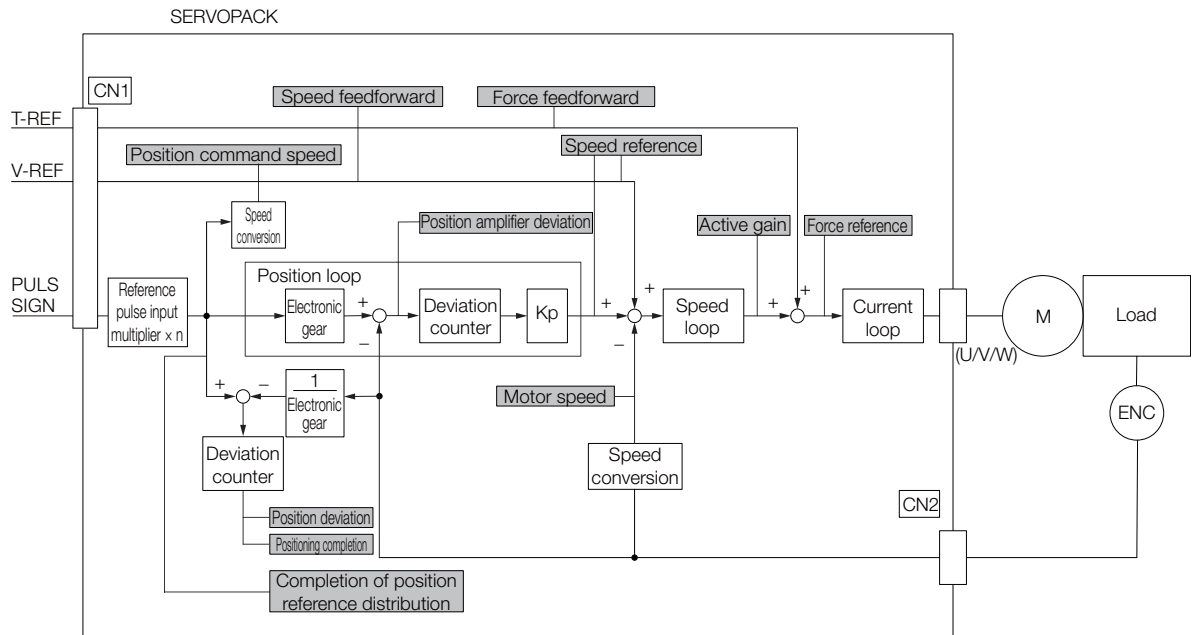 SERVOPACK
CN1
Speed feedforward
Force feedforward
T-REF
Position command speed
Speed reference
V-REF
Speed
conversion
Position amplifier deviation
Active gain
Force reference
PULS
SIGN
Reference
pulse input
multiplier × n
Position loop
Electronic
gear
+
−
Deviation
counter
Kp
+
+
−
Speed
loop
+
+
Current
loop
(U/V/W)
M
Load
+
−
1
Electronic
gear
Motor speed
ENC
Deviation
counter
Speed
conversion
CN2
Position deviation
Positioning completion
Completion of position
reference distribution